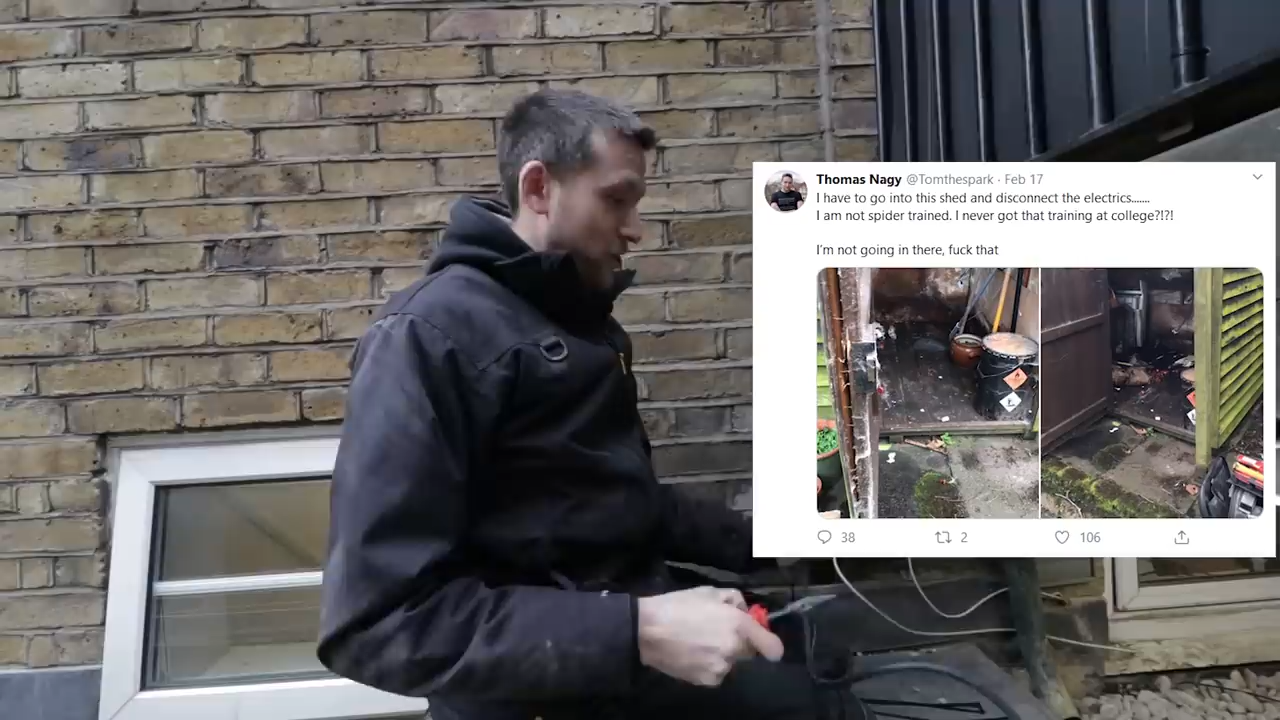 Thomas Nagy @Tomthespark · Feb 17
I have to go into this shed and disconnect the electrics.......
I am not spider trained. I never got that training at college?!?!
I'm not going in there, fuck that
38 2 106